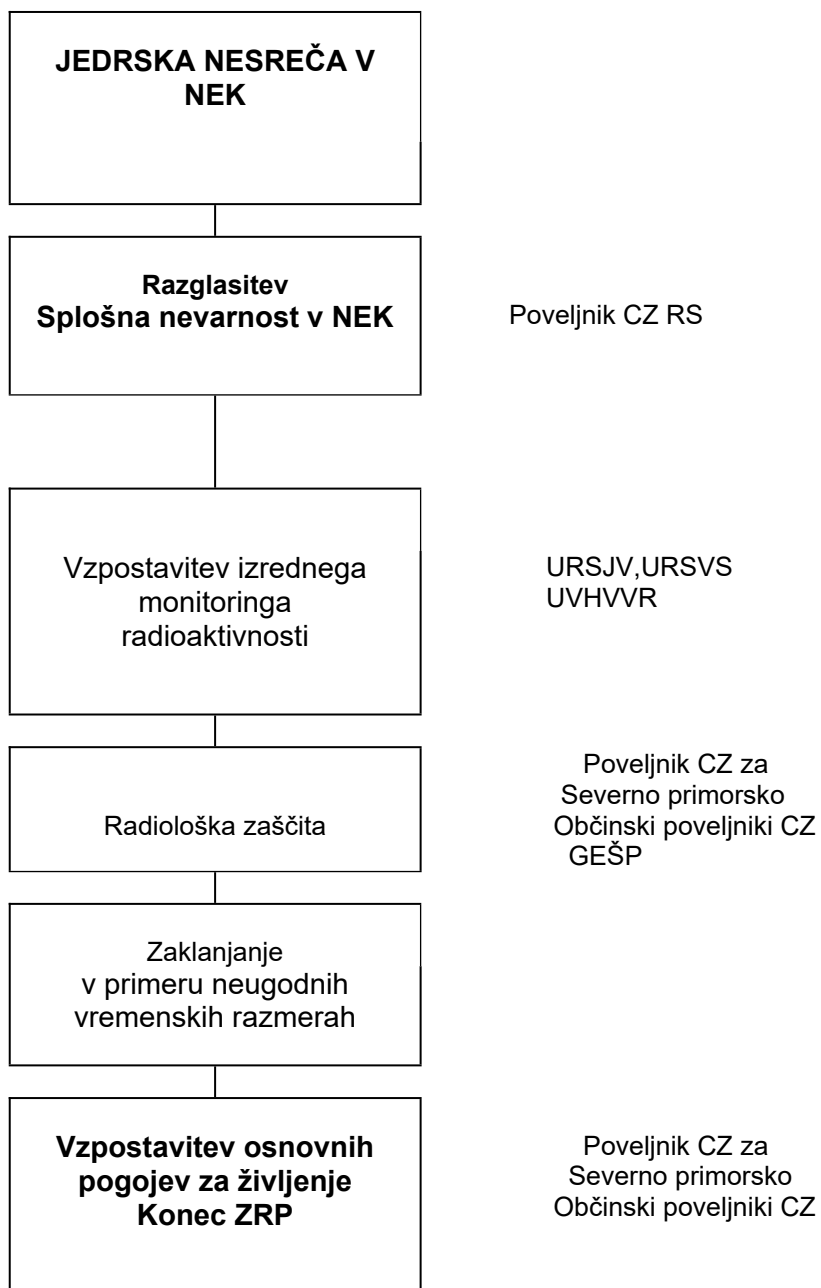 JEDRSKA NESREČA V
NEK
Razglasitev
Splošna nevarnost v NEK
Poveljnik CZ RS
Vzpostavitev izrednega
monitoringa
radioaktivnosti
URSJV,URSVS
UVHVVR
Radiološka zaščita
Poveljnik CZ za
Severno primorsko
Občinski poveljniki CZ
GEŠP
Zaklanjanje
v primeru neugodnih
vremenskih razmerah
Vzpostavitev osnovnih
pogojev za življenje
Konec ZRP
Poveljnik CZ za
Severno primorsko
Občinski poveljniki CZ